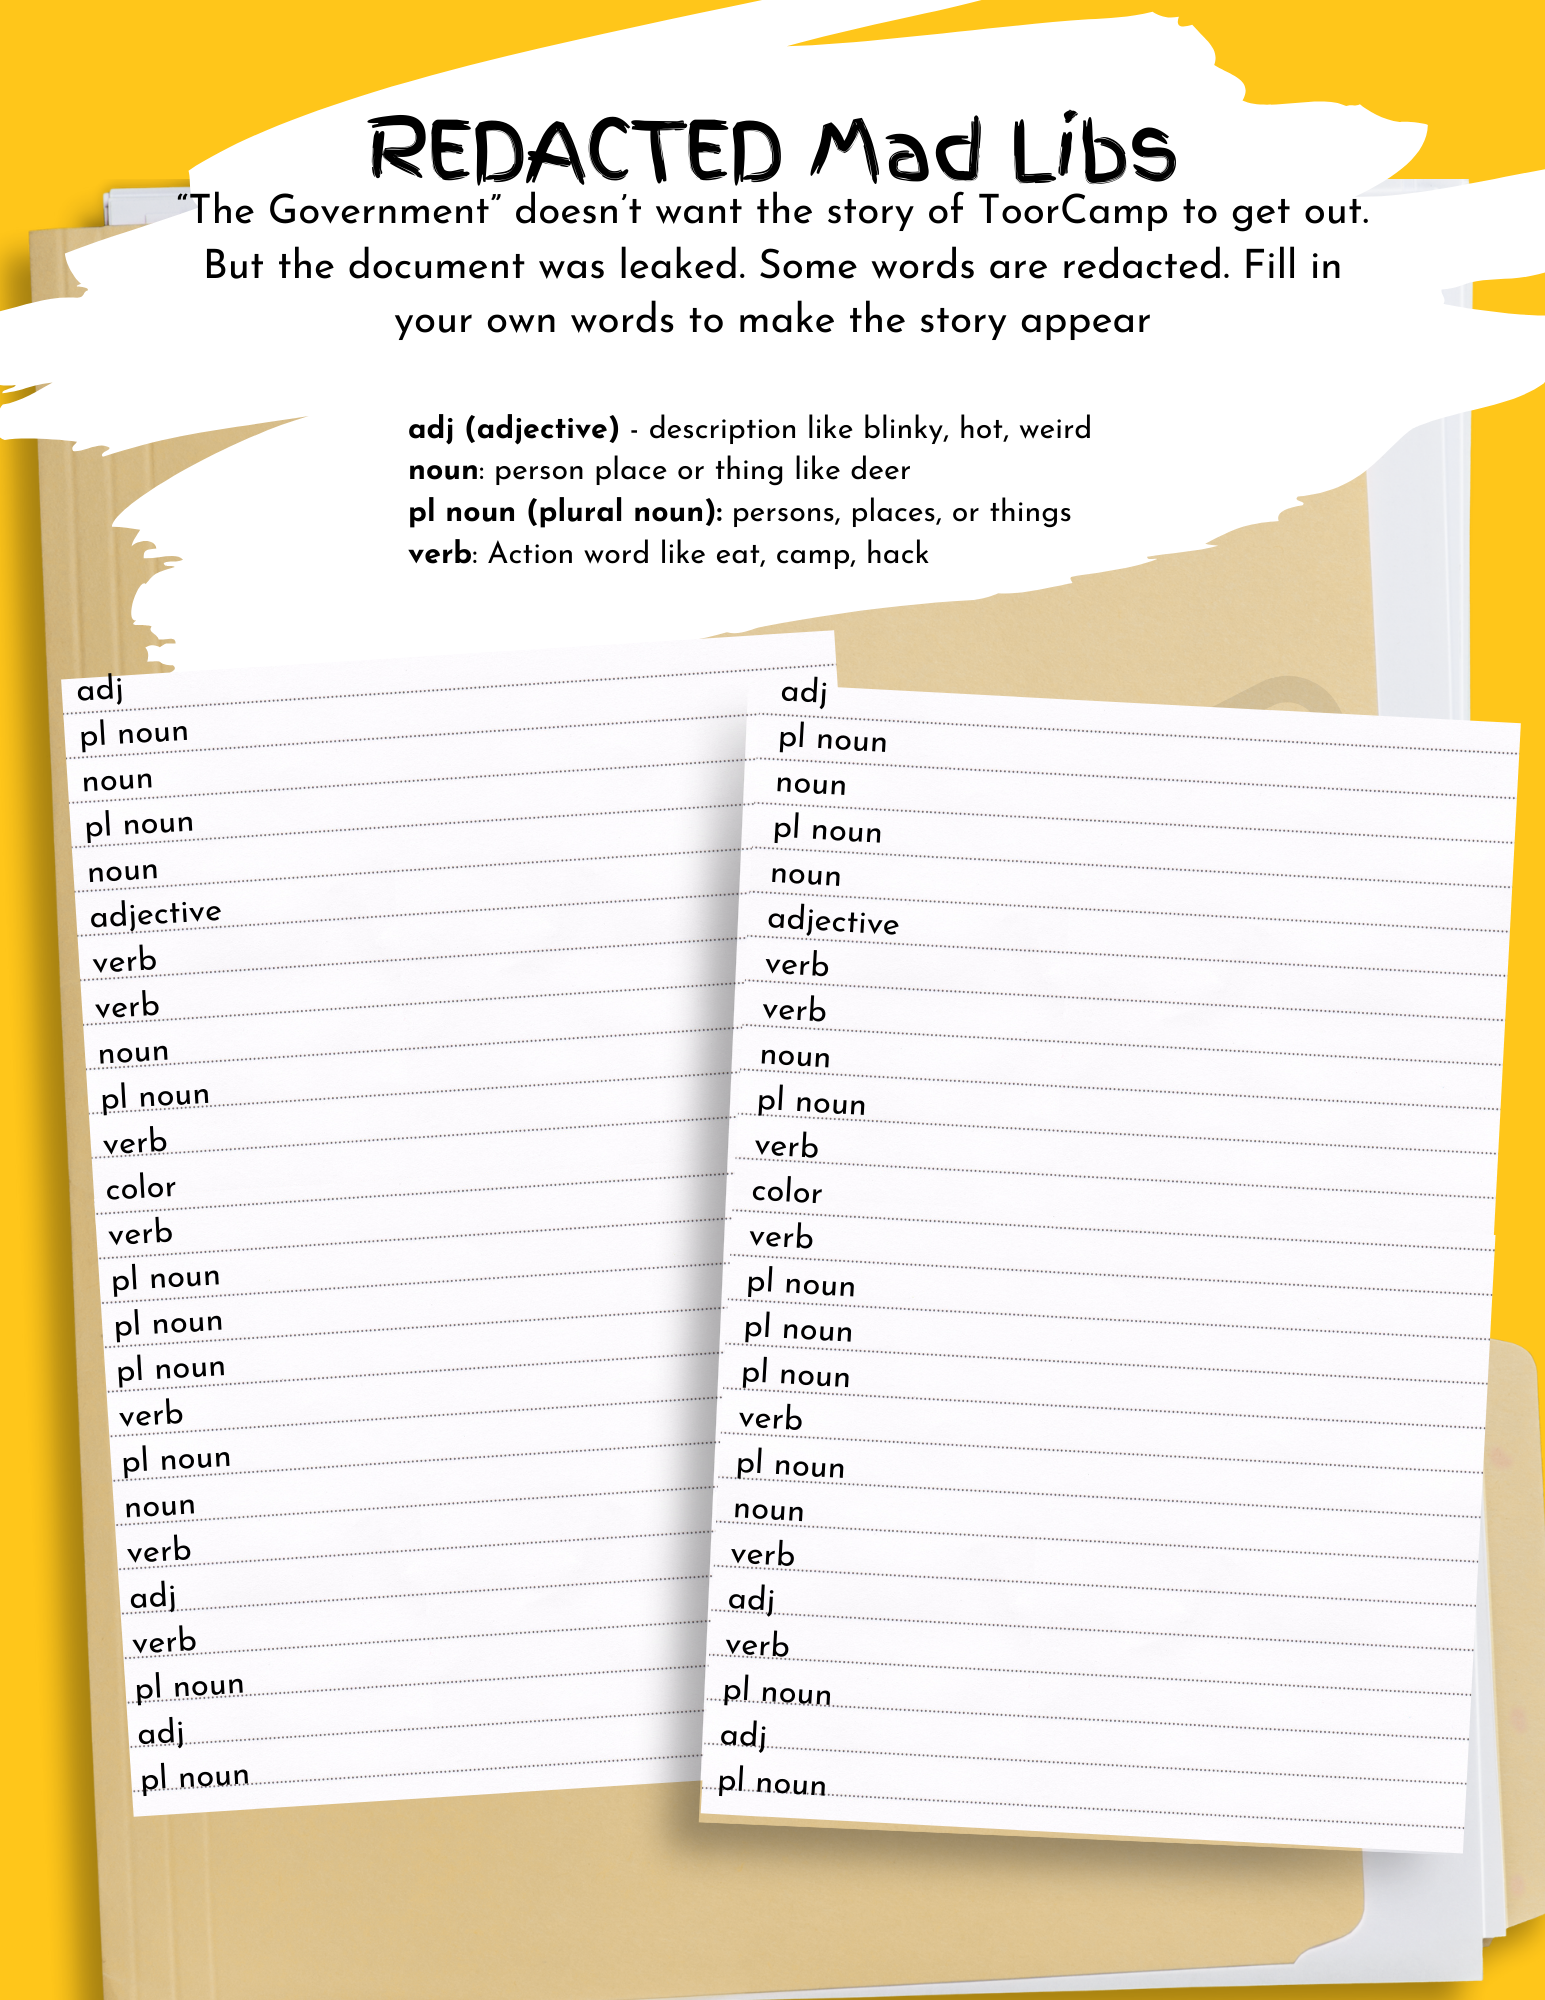 REDACTED Mad Libs
“The Government” doesn’t want the story of ToorCamp to get out.
But the document was leaked. Some words are redacted. Fill in
your own words to make the story appear
adj (adjective) - description like blinky, hot, weird
noun: person place or thing like deer
pl noun (plural noun): persons, places, or things
verb: Action word like eat, camp, hack
adj
pl noun
noun
pl noun
noun
adjective
verb
verb
noun
pl noun
verb
color
verb
pl noun
pl noun
pl noun
verb
pl noun
noun
verb
adj
verb
pl noun
adj
pl noun
adj
pl noun
noun
pl noun
noun
adjective
verb
verb
noun
pl noun
verb
color
verb
pl noun
pl noun
pl noun
verb
pl noun
noun
verb
adj
verb
pl noun
adj
pl noun